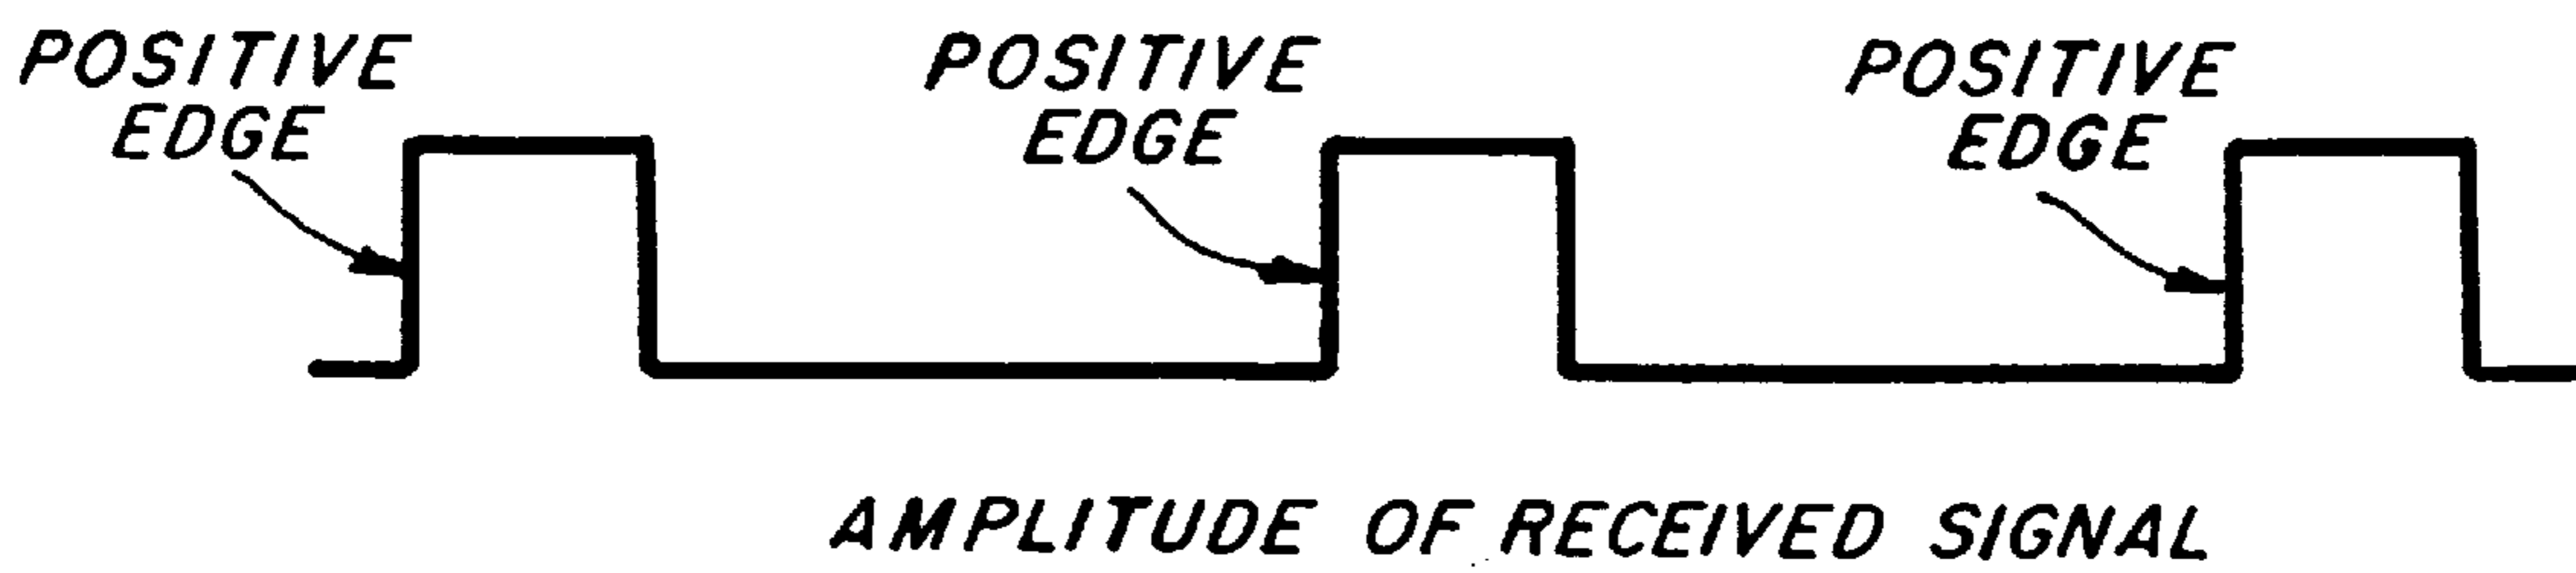 POSITIVE
EDGE
POSITIVE
EDGE
POSITIVE
EDGE
AMPLITUDE OF RECEIVED SIGNAL